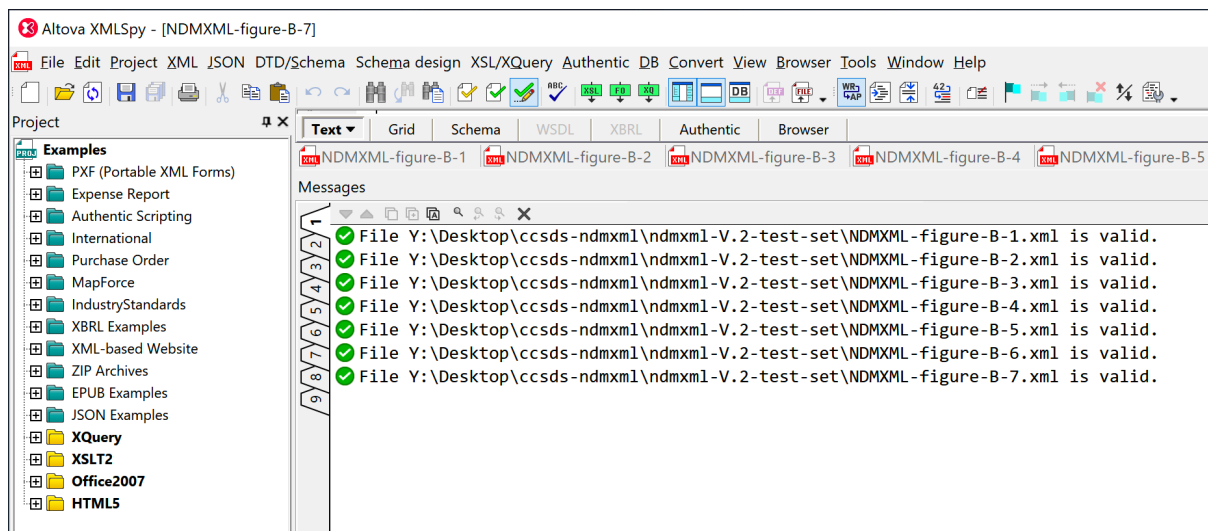 Altova XMLSpy - [NDMXML-figure-B-7]
File Edit Project XML JSON DTD/Schema Schema design XSL/XQuery Authentic DB Convert View Browser Tools Window Help
Project
Examples
PXF (Portable XML Forms)
Expense Report
Authentic Scripting
International
Purchase Order
MapForce
IndustryStandards
XBRL Examples
XML-based Website
ZIP Archives
EPUB Examples
JSON Examples
XQuery
XSLT2
Office2007
HTML5
Text Grid Schema WSDL XBRL Authentic Browser
NDMXML-figure-B-1 NDMXML-figure-B-2 NDMXML-figure-B-3 NDMXML-figure-B-4 NDMXML-figure-B-5
Messages
1
2
3
4
5
6
7
8
9
File Y:\Desktop\ccsds-ndmxml\ndmxml-V.2-test-set\NDMXML-figure-B-1.xml is valid.
File Y:\Desktop\ccsds-ndmxml\ndmxml-V.2-test-set\NDMXML-figure-B-2.xml is valid.
File Y:\Desktop\ccsds-ndmxml\ndmxml-V.2-test-set\NDMXML-figure-B-3.xml is valid.
File Y:\Desktop\ccsds-ndmxml\ndmxml-V.2-test-set\NDMXML-figure-B-4.xml is valid.
File Y:\Desktop\ccsds-ndmxml\ndmxml-V.2-test-set\NDMXML-figure-B-5.xml is valid.
File Y:\Desktop\ccsds-ndmxml\ndmxml-V.2-test-set\NDMXML-figure-B-6.xml is valid.
File Y:\Desktop\ccsds-ndmxml\ndmxml-V.2-test-set\NDMXML-figure-B-7.xml is valid.